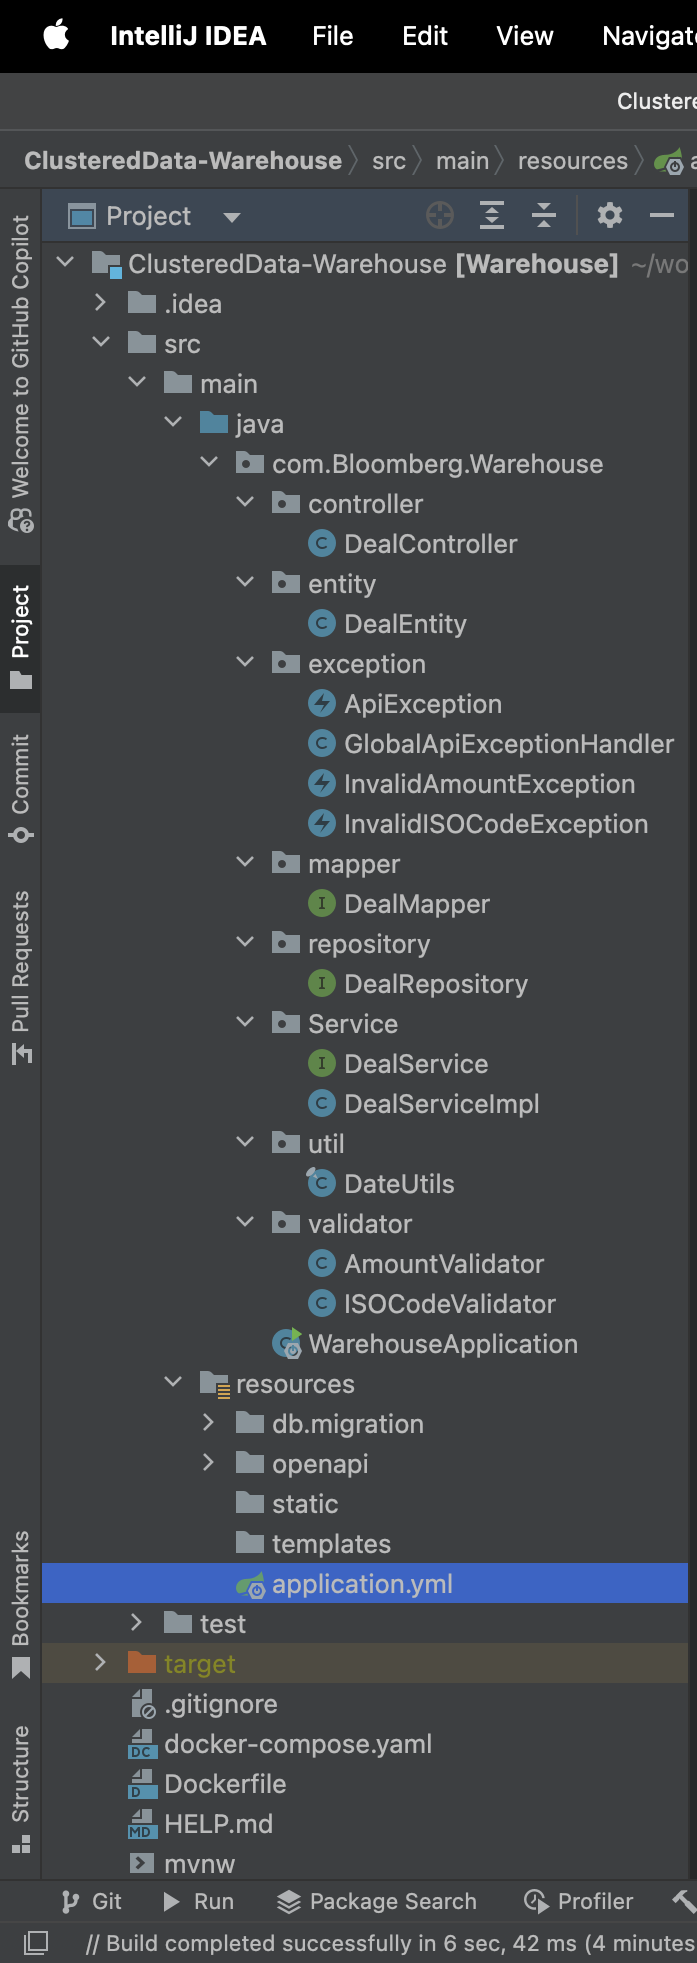 IntelliJ IDEA File Edit View Navigat
Cluster
ClusteredData-Warehouse src main resources a
Project
ClusteredData-Warehouse [Warehouse] ~/wo
.idea
src
main
java
com.Bloomberg.Warehouse
controller
DealController
entity
DealEntity
exception
ApiException
GlobalApiExceptionHandler
InvalidAmountException
InvalidISOCodeException
mapper
DealMapper
repository
DealRepository
Service
DealService
DealServiceImpl
util
DateUtils
validator
AmountValidator
ISOCodeValidator
WarehouseApplication
resources
db.migration
openapi
static
templates
application.yml
test
target
.gitignore
docker-compose.yaml
Dockerfile
HELP.md
mvnw
Welcome to GitHub Copilot
Project
Commit
Pull Requests
Bookmarks
Structure
Git Run Package Search Profiler
// Build completed successfully in 6 sec, 42 ms (4 minutes